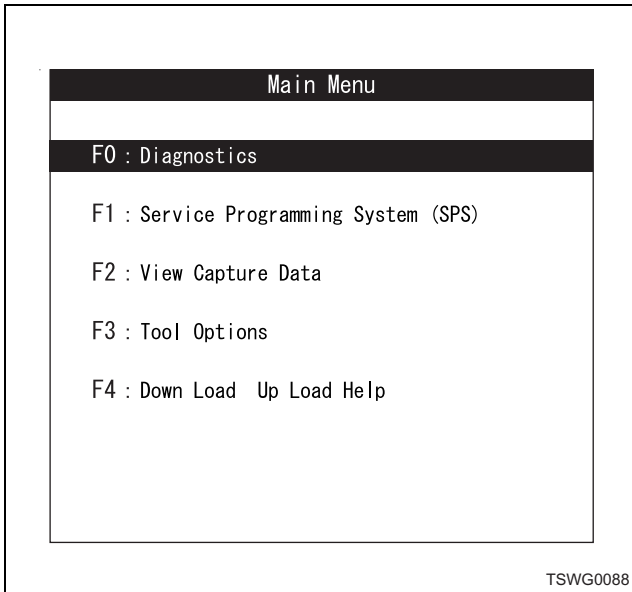 Main Menu
F0 : Diagnostics
F1 : Service Programming System (SPS)
F2 : View Capture Data
F3 : Tool Options
F4 : Down Load  Up Load Help
TSWG0088